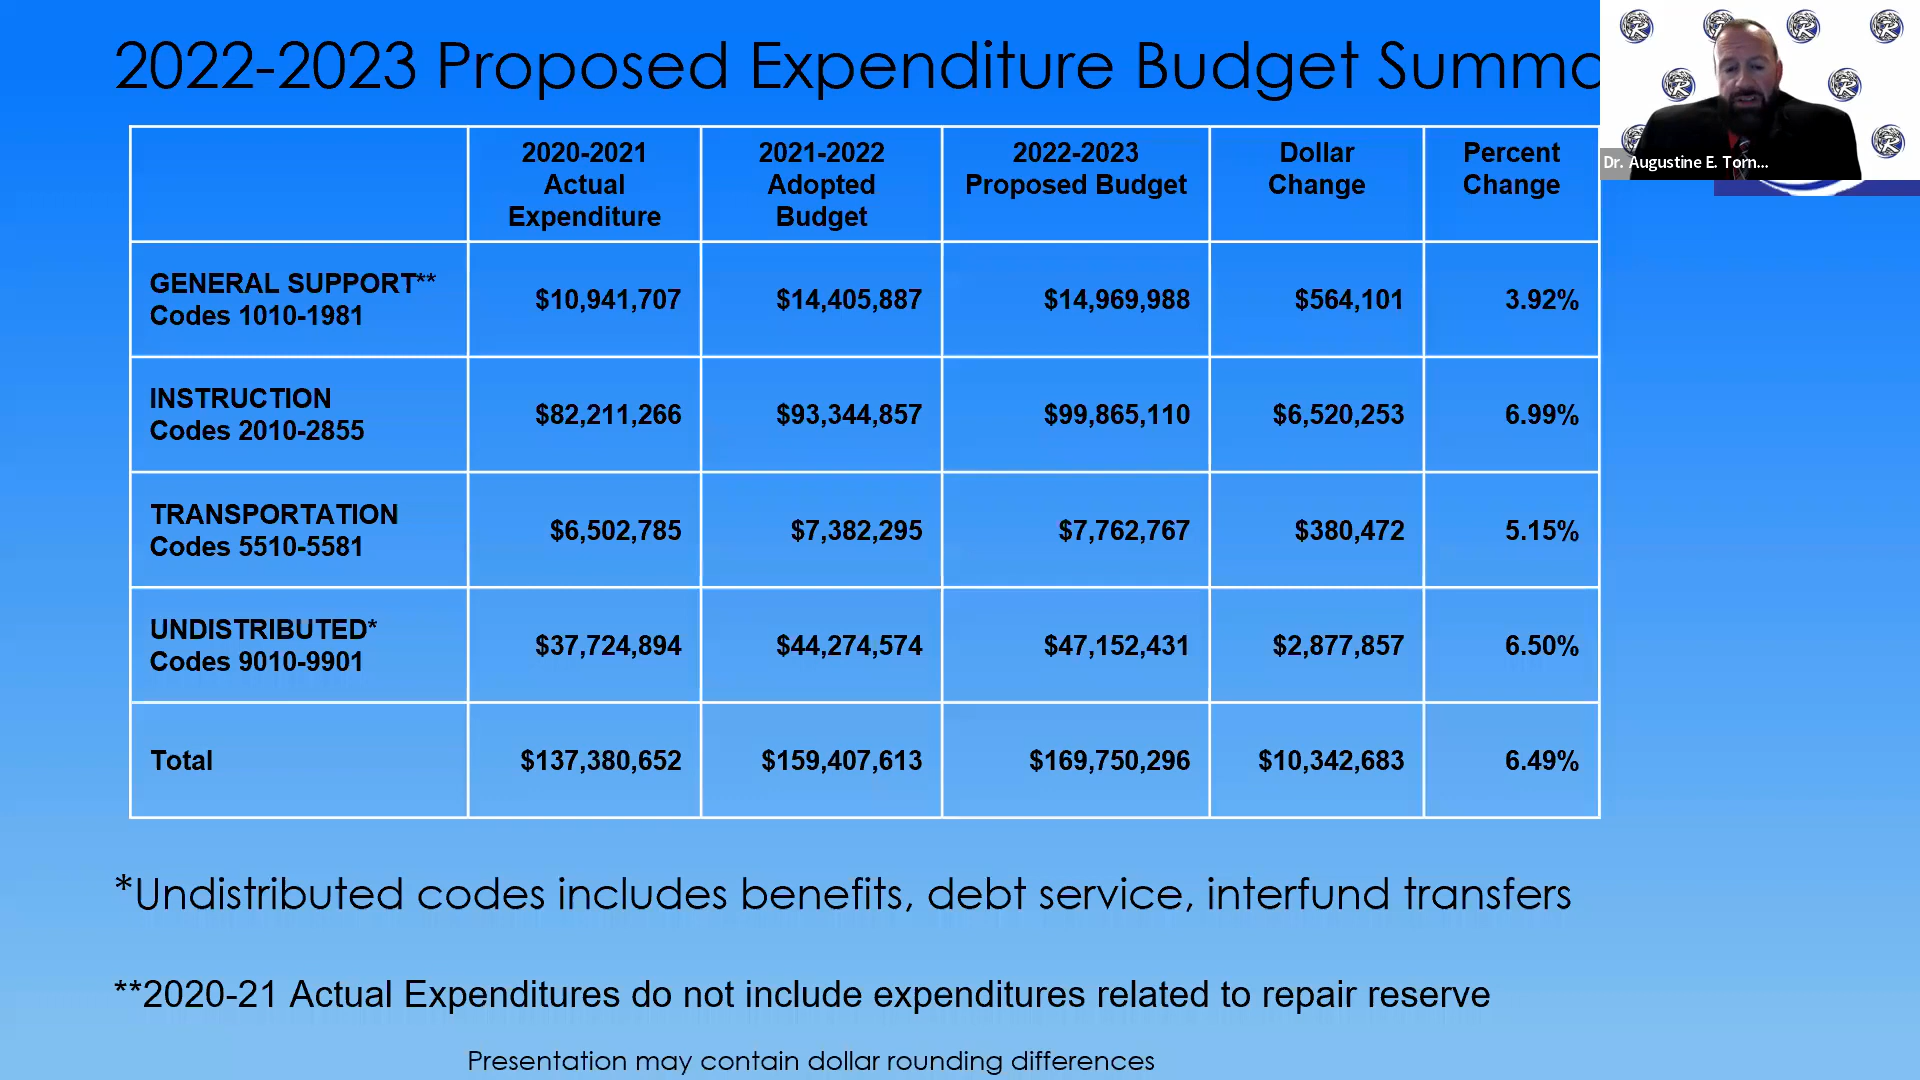 2022-2023 Proposed Expenditure Budget Summa
Dr. Augustine E. Torn...
2020-2021 Actual Expenditure
2021-2022 Adopted Budget
2022-2023 Proposed Budget
Dollar Change
Percent Change
GENERAL SUPPORT**
Codes 1010-1981
$10,941,707
$14,405,887
$14,969,988
$564,101
3.92%
INSTRUCTION
Codes 2010-2855
$82,211,266
$93,344,857
$99,865,110
$6,520,253
6.99%
TRANSPORTATION
Codes 5510-5581
$6,502,785
$7,382,295
$7,762,767
$380,472
5.15%
UNDISTRIBUTED*
Codes 9010-9901
$37,724,894
$44,274,574
$47,152,431
$2,877,857
6.50%
Total
$137,380,652
$159,407,613
$169,750,296
$10,342,683
6.49%
*Undistributed codes includes benefits, debt service, interfund transfers
**2020-21 Actual Expenditures do not include expenditures related to repair reserve
Presentation may contain dollar rounding differences